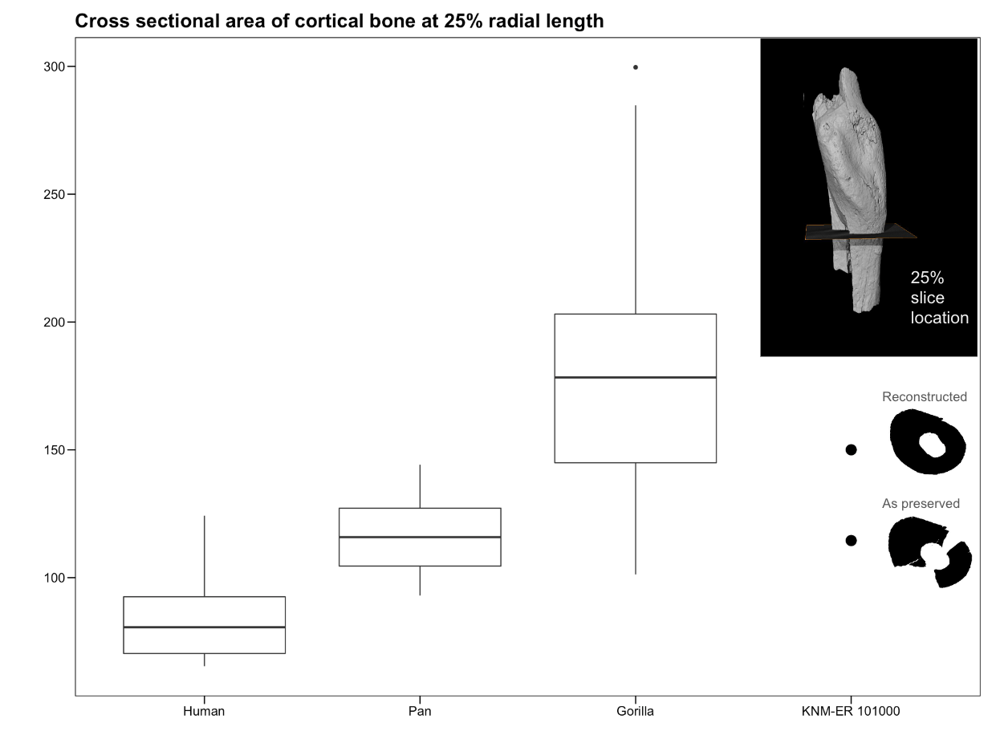 Cross sectional area of cortical bone at 25% radial length
300
250
200
150
100
25%
slice
location
Reconstructed
As preserved
Human
Pan
Gorilla
KNM-ER 101000